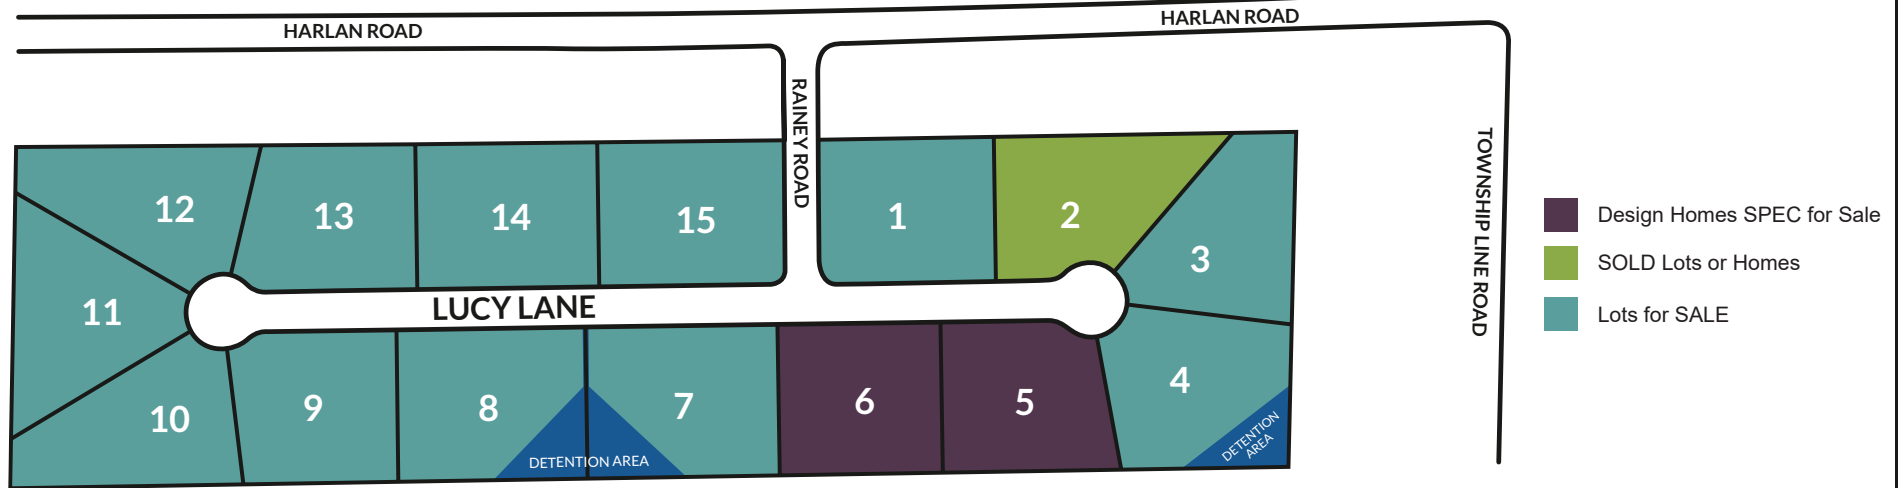 HARLAN ROAD
HARLAN ROAD
RAINEY ROAD
TOWNSHIP LINE ROAD
12
13
14
15
1
2
3
11
LUCY LANE
10
9
8
7
6
5
4
DETENTION AREA
DETENTION
AREA
Design Homes SPEC for Sale
SOLD Lots or Homes
Lots for SALE